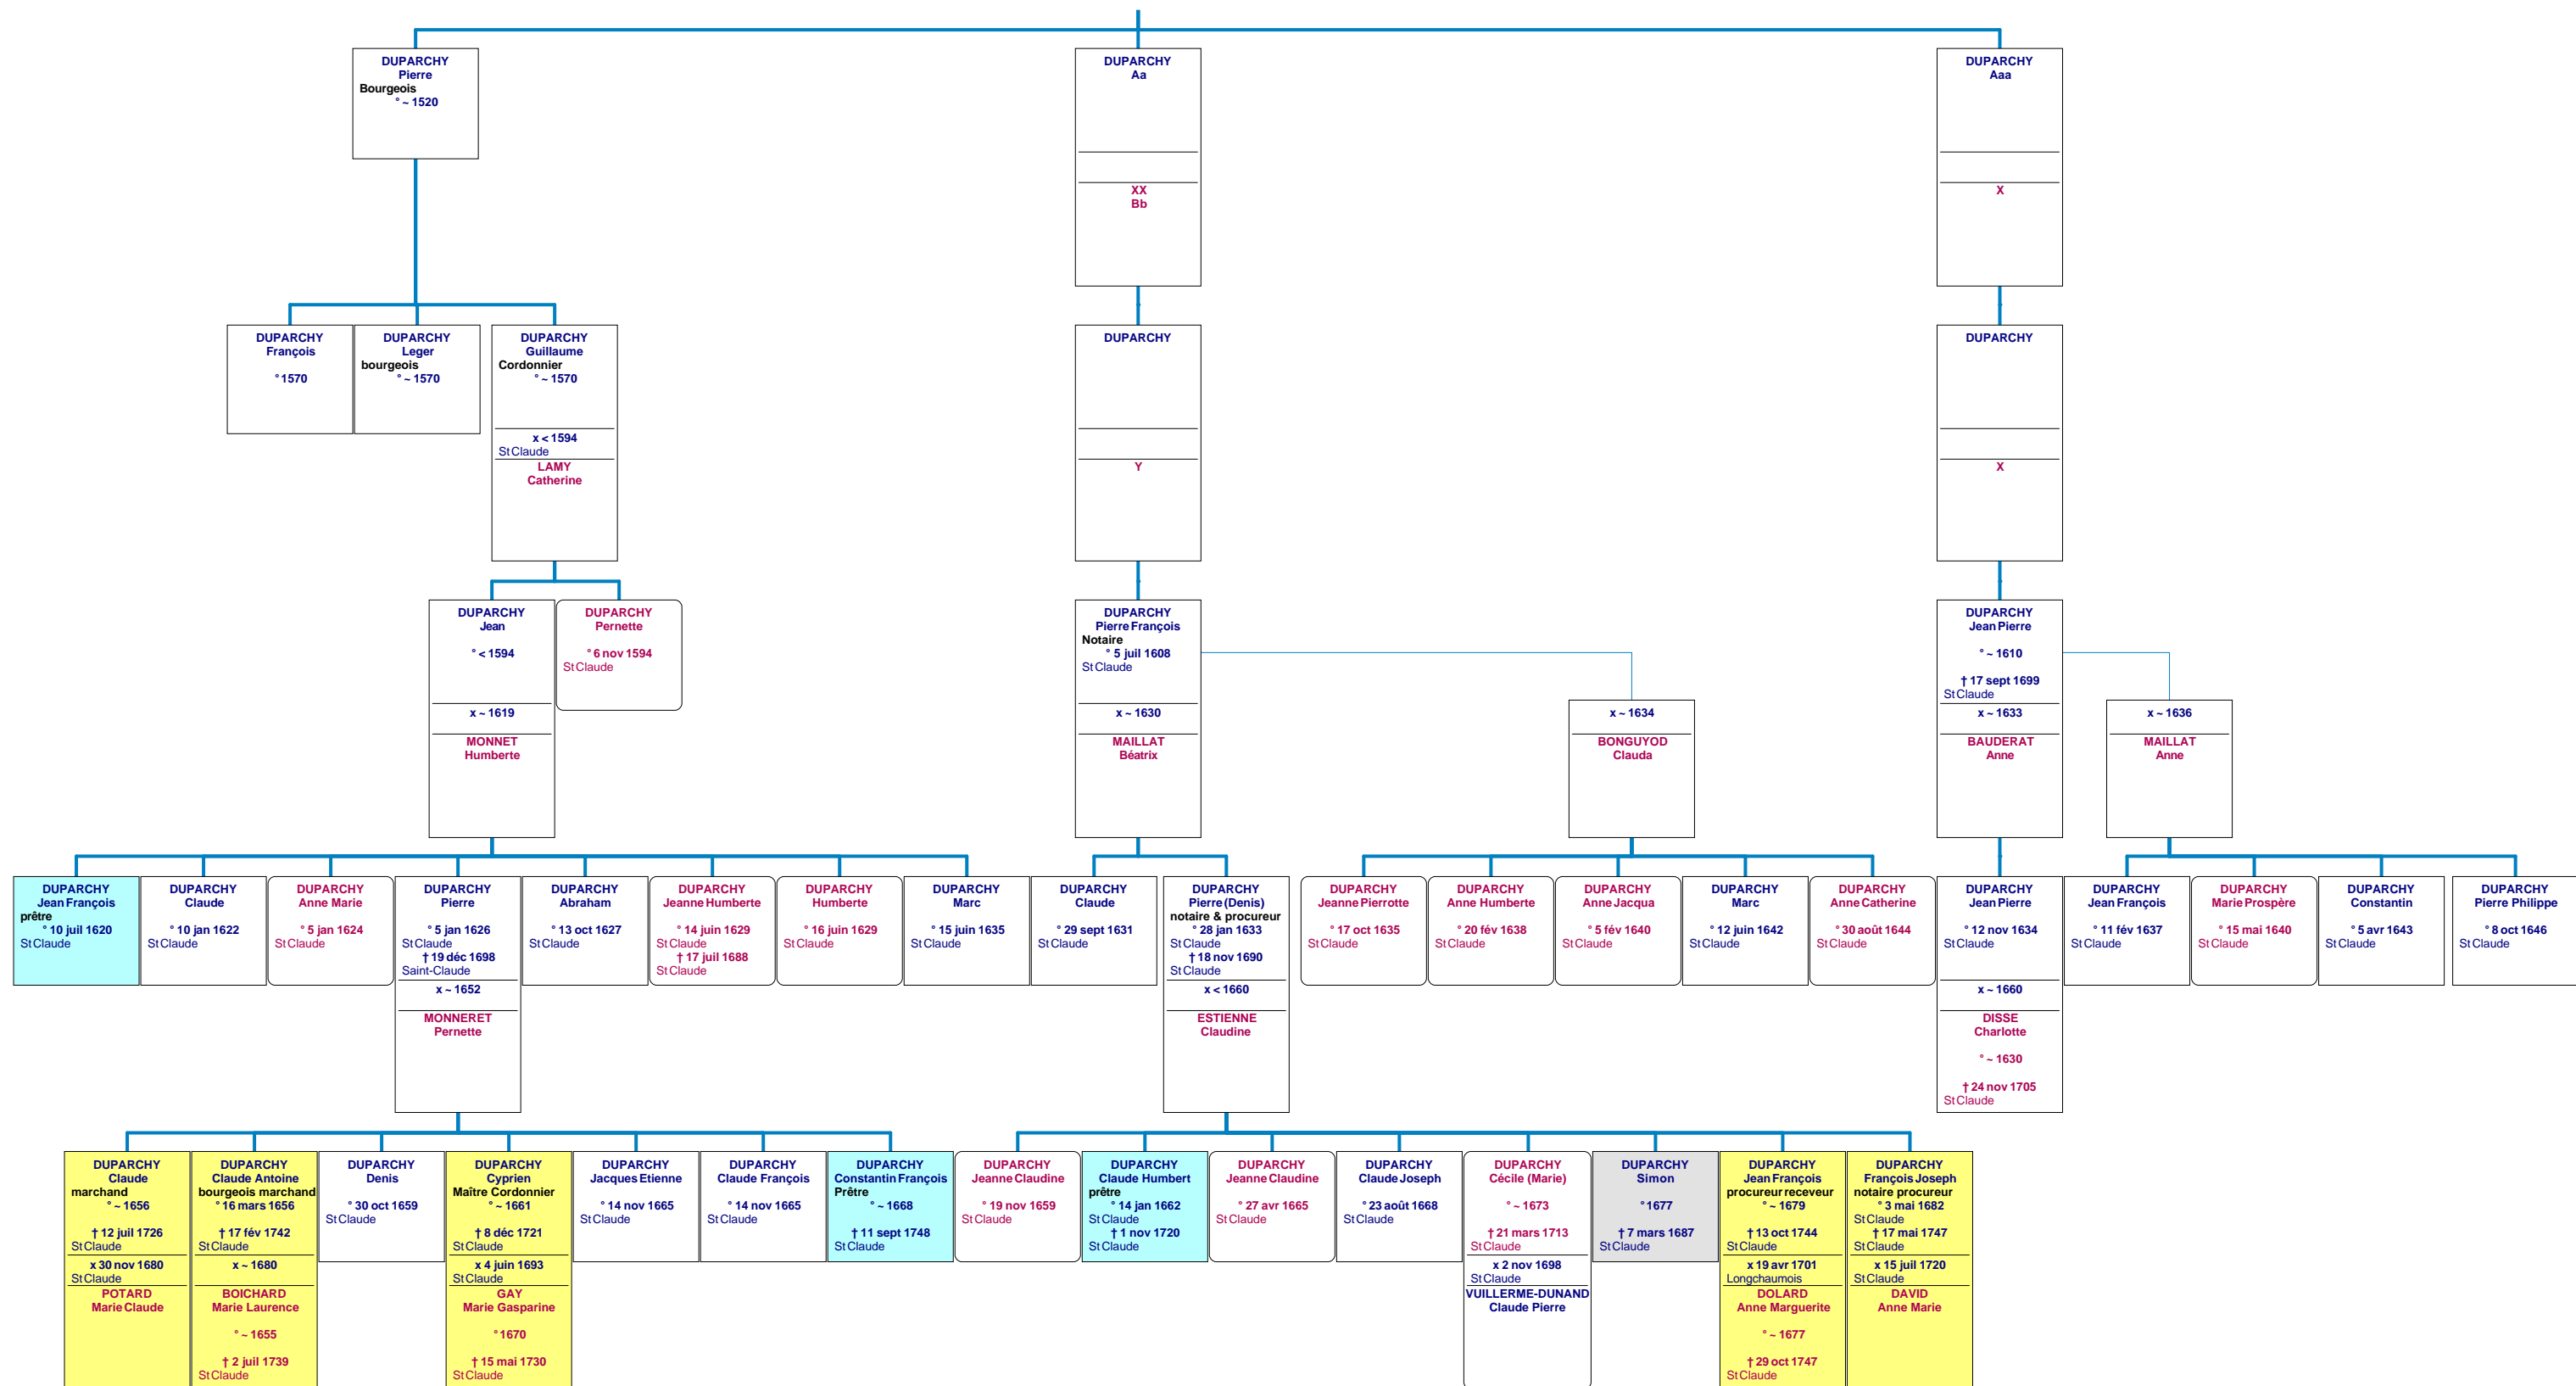 DUPARCHY
Pierre
Bourgeois
° ~ 1520
DUPARCHY
Aa
XX
Bb
DUPARCHY
Aaa
X
DUPARCHY
François
° 1570
DUPARCHY
Leger
bourgeois
° ~ 1570
DUPARCHY
Guillaume
Cordonnier
° ~ 1570
x < 1594
St Claude
LAMY
Catherine
DUPARCHY
Y
DUPARCHY
X
DUPARCHY
Jean
° < 1594
x ~ 1619
MONNET
Humberte
DUPARCHY
Pernette
° 6 nov 1594
St Claude
DUPARCHY
Pierre François
Notaire
° 5 juil 1608
St Claude
x ~ 1630
MAILLAT
Béatrix
x ~ 1634
BONGUYOD
Clauda
DUPARCHY
Jean Pierre
° ~ 1610
† 17 sept 1699
St Claude
x ~ 1633
BAUDERAT
Anne
x ~ 1636
MAILLAT
Anne
DUPARCHY
Jean François
prêtre
° 10 juil 1620
St Claude
DUPARCHY
Claude
° 10 jan 1622
St Claude
DUPARCHY
Anne Marie
° 5 jan 1624
St Claude
DUPARCHY
Pierre
° 5 jan 1626
St Claude
† 19 déc 1698
Saint-Claude
x ~ 1652
MONNERET
Pernette
DUPARCHY
Abraham
° 13 oct 1627
St Claude
DUPARCHY
Jeanne Humberte
° 14 juin 1629
St Claude
† 17 juil 1688
St Claude
DUPARCHY
Humberte
° 16 juin 1629
St Claude
DUPARCHY
Marc
° 15 juin 1635
St Claude
DUPARCHY
Claude
° 29 sept 1631
St Claude
DUPARCHY
Pierre (Denis)
notaire & procureur
° 28 jan 1633
St Claude
† 18 nov 1690
St Claude
x < 1660
ESTIENNE
Claudine
DUPARCHY
Jeanne Pierrotte
° 17 oct 1635
St Claude
DUPARCHY
Anne Humberte
° 20 fév 1638
St Claude
DUPARCHY
Anne Jacqua
° 5 fév 1640
St Claude
DUPARCHY
Marc
° 12 juin 1642
St Claude
DUPARCHY
Anne Catherine
° 30 août 1644
St Claude
DUPARCHY
Jean Pierre
° 12 nov 1634
St Claude
x ~ 1660
DISSE
Charlotte
° ~ 1630
† 24 nov 1705
St Claude
DUPARCHY
Jean François
° 11 fév 1637
St Claude
DUPARCHY
Marie Prospère
° 15 mai 1640
St Claude
DUPARCHY
Constantin
° 5 avr 1643
St Claude
DUPARCHY
Pierre Philippe
° 8 oct 1646
St Claude
DUPARCHY
Claude
marchand
° ~ 1656
† 12 juil 1726
St Claude
x 30 nov 1680
St Claude
POTARD
Marie Claude
DUPARCHY
Claude Antoine
bourgeois marchand
° 16 mars 1656
† 17 fév 1742
St Claude
x ~ 1680
BOICHARD
Marie Laurence
° ~ 1655
† 2 juil 1739
St Claude
DUPARCHY
Denis
° 30 oct 1659
St Claude
DUPARCHY
Cyprien
Maître Cordonnier
° ~ 1661
† 8 déc 1721
St Claude
x 4 juin 1693
St Claude
GAY
Marie Gasparine
° 1670
† 15 mai 1730
St Claude
DUPARCHY
Jacques Etienne
° 14 nov 1665
St Claude
DUPARCHY
Claude François
° 14 nov 1665
St Claude
DUPARCHY
Constantin François
Prêtre
° ~ 1668
† 11 sept 1748
St Claude
DUPARCHY
Jeanne Claudine
° 19 nov 1659
St Claude
DUPARCHY
Claude Humbert
prêtre
° 14 jan 1662
St Claude
† 1 nov 1720
St Claude
DUPARCHY
Jeanne Claudine
° 27 avr 1665
St Claude
DUPARCHY
Claude Joseph
° 23 août 1668
St Claude
DUPARCHY
Cécile (Marie)
° ~ 1673
† 21 mars 1713
St Claude
x 2 nov 1698
St Claude
VUILLERME-DUNAND
Claude Pierre
DUPARCHY
Simon
° 1677
† 7 mars 1687
St Claude
DUPARCHY
Jean François
procureur receveur
° ~ 1679
† 13 oct 1744
St Claude
x 19 avr 1701
Longchaumois
DOLARD
Anne Marguerite
° ~ 1677
† 29 oct 1747
St Claude
DUPARCHY
François Joseph
notaire procureur
° 3 mai 1682
St Claude
† 17 mai 1747
St Claude
x 15 juil 1720
St Claude
DAVID
Anne Marie